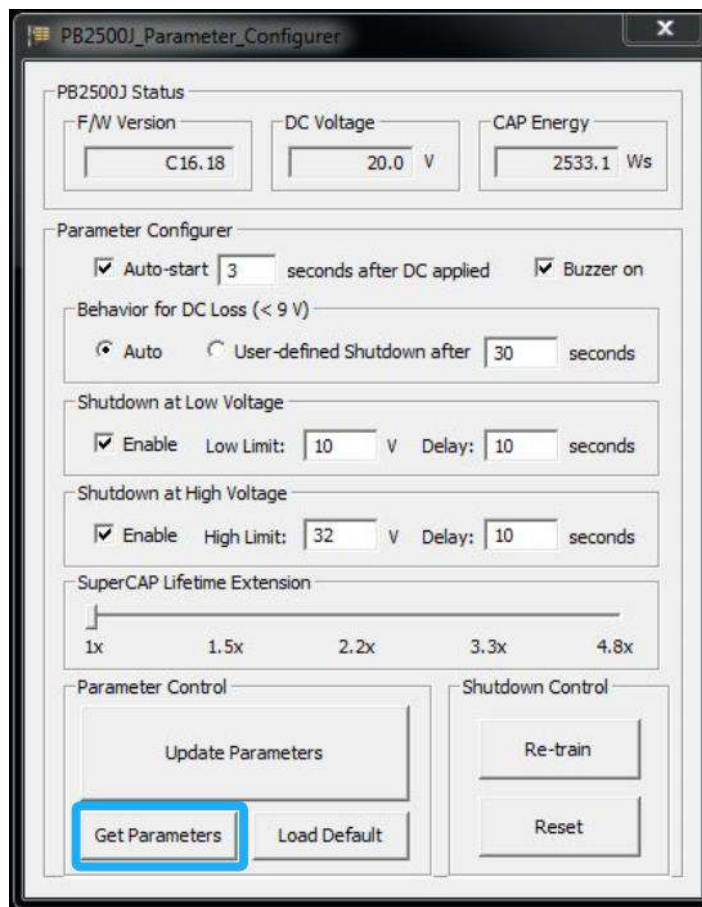 PB2500J_Parameter_Configurer
x
PB2500J Status
F/W Version DC Voltage CAP Energy
C16.18 20.0 V 2533.1 Ws
Parameter Configurer
Auto-start 3 seconds after DC applied Buzzer on
Behavior for DC Loss (< 9 V)
Auto User-defined Shutdown after 30 seconds
Shutdown at Low Voltage
Enable Low Limit: 10 V Delay: 10 seconds
Shutdown at High Voltage
Enable High Limit: 32 V Delay: 10 seconds
SuperCAP Lifetime Extension
1x 1.5x 2.2x 3.3x 4.8x
Parameter Control Shutdown Control
Update Parameters Re-train
Get Parameters Load Default Reset